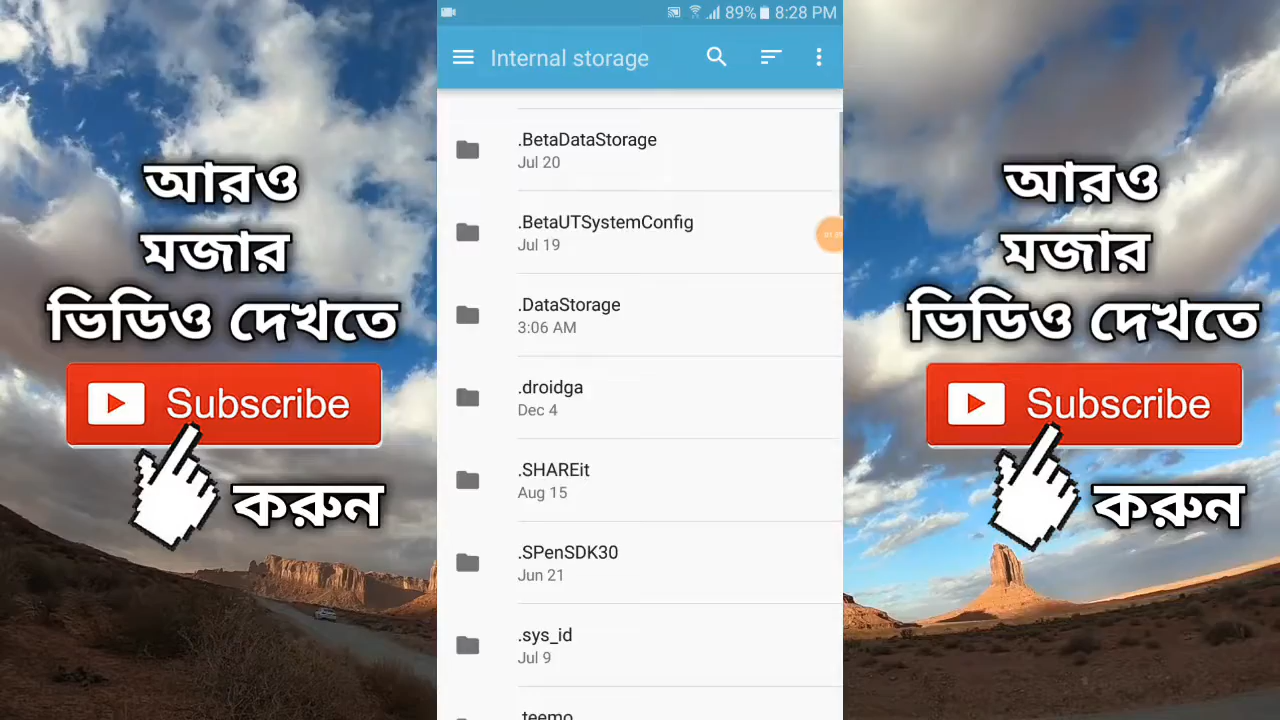 আরও
মজার
ভিডিও দেখতে
Subscribe
করুন
89% 8:28 PM
Internal storage
.BetaDataStorage
Jul 20
.BetaUTSystemConfig
Jul 19
.DataStorage
3:06 AM
.droidga
Dec 4
.SHAREit
Aug 15
.SPenSDK30
Jun 21
.sys_id
Jul 9
.teemo
আরও
মজার
ভিডিও দেখতে
Subscribe
করুন